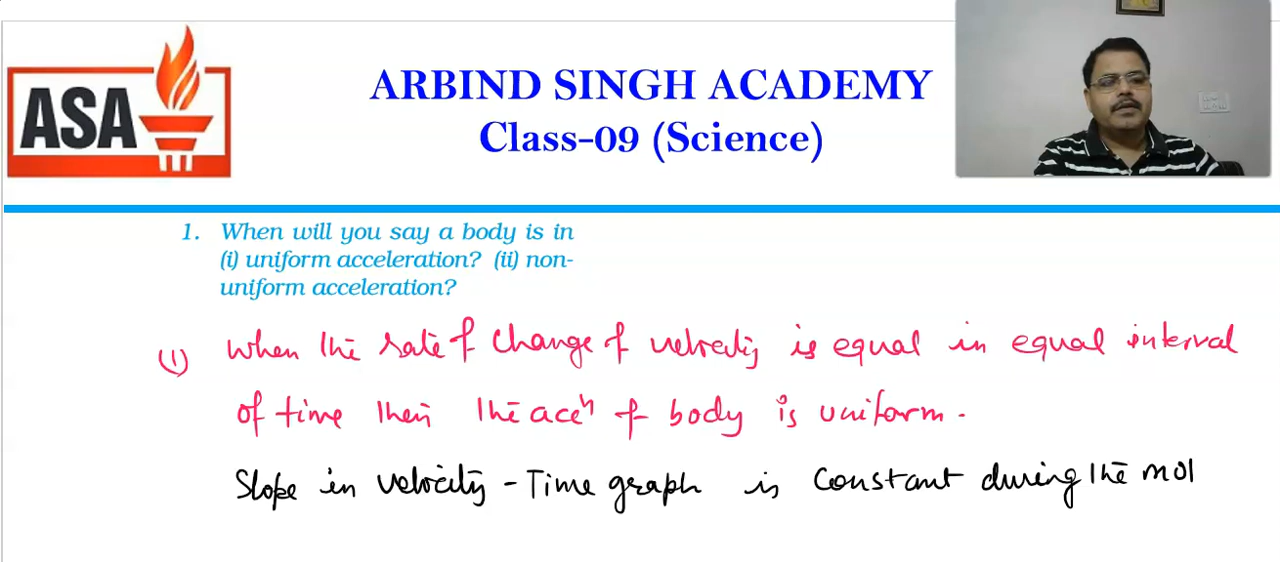 ASA
ARBIND SINGH ACADEMY
Class-09 (Science)
1. When will you say a body is in
(i) uniform acceleration? (ii) non-
uniform acceleration?
(1) When the rate of change of velocity is equal in equal interval
of time then the accn of body is uniform.
Slope in velocity - Time graph is constant during the mot